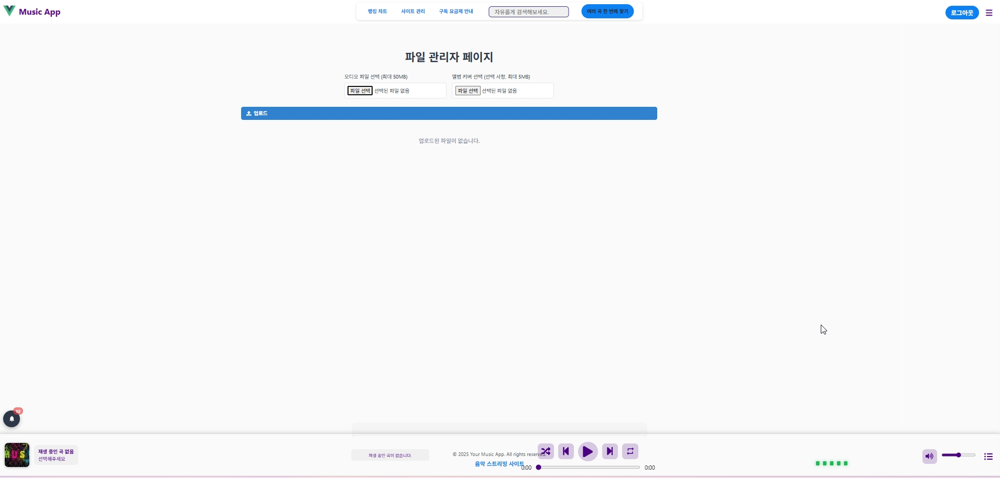 Music App
랭킹 차트
사이트 관리
구독 요금제 안내
자유롭게 검색해보세요.
여러 곡 한 번에 찾기
로그아웃
파일 관리자 페이지
오디오 파일 선택 (최대 50MB)
앨범 커버 선택 (선택 사항, 최대 5MB)
파일 선택 선택된 파일 없음
파일 선택 선택된 파일 없음
업로드
업로드된 파일이 없습니다.
12
재생 중인 곡 없음
선택해주세요
재생 중인 곡이 없습니다.
© 2025 Your Music App. All rights reserved.
음악 스트리밍 사이트
0:00
0:00